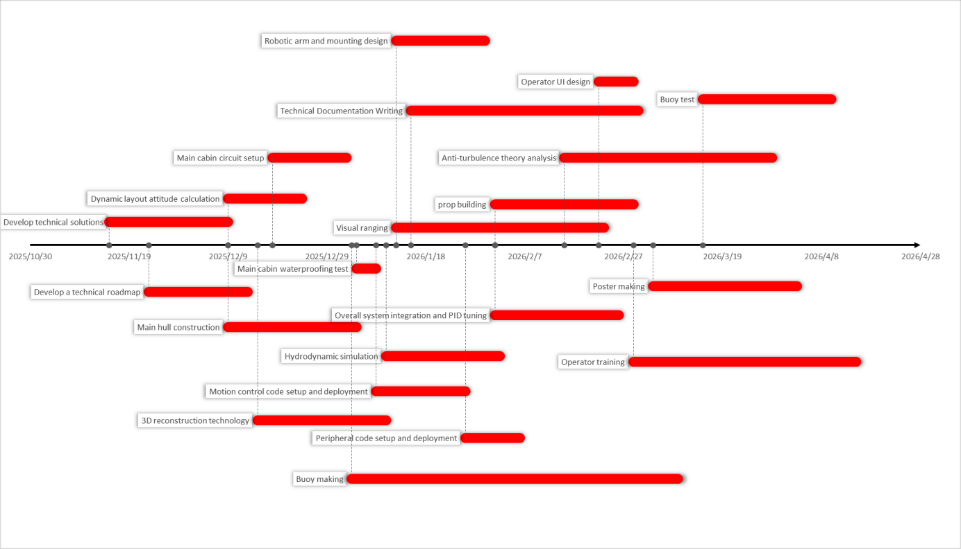 Robotic arm and mounting design
Operator UI design
Buoy test
Technical Documentation Writing
Main cabin circuit setup
Anti-turbulence theory analysis
Dynamic layout attitude calculation
prop building
Develop technical solutions
Visual ranging
2025/10/30
2025/11/19
2025/12/9
2025/12/29
2026/1/18
2026/2/7
2026/2/27
2026/3/19
2026/4/8
2026/4/28
Main cabin waterproofing test
Poster making
Develop a technical roadmap
Overall system integration and PID tuning
Main hull construction
Hydrodynamic simulation
Operator training
Motion control code setup and deployment
3D reconstruction technology
Peripheral code setup and deployment
Buoy making